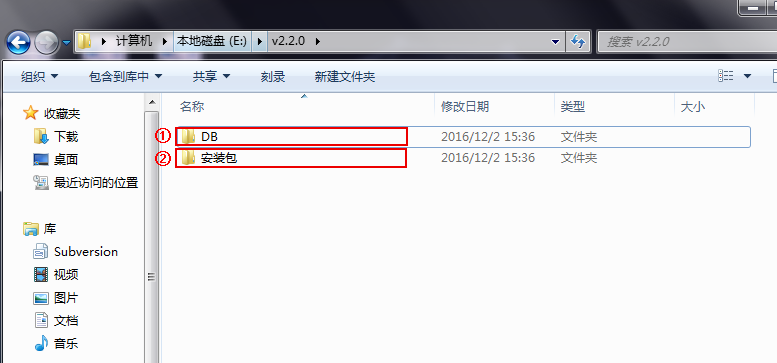 计算机 本地磁盘 (E:) v2.2.0 搜索 v2.2.0
组织 包含到库中 共享 刻录 新建文件夹
名称 修改日期 类型 大小
收藏夹
下载
桌面
最近访问的位置
库
Subversion
视频
图片
文档
音乐
① DB 2016/12/2 15:36 文件夹
② 安装包 2016/12/2 15:36 文件夹